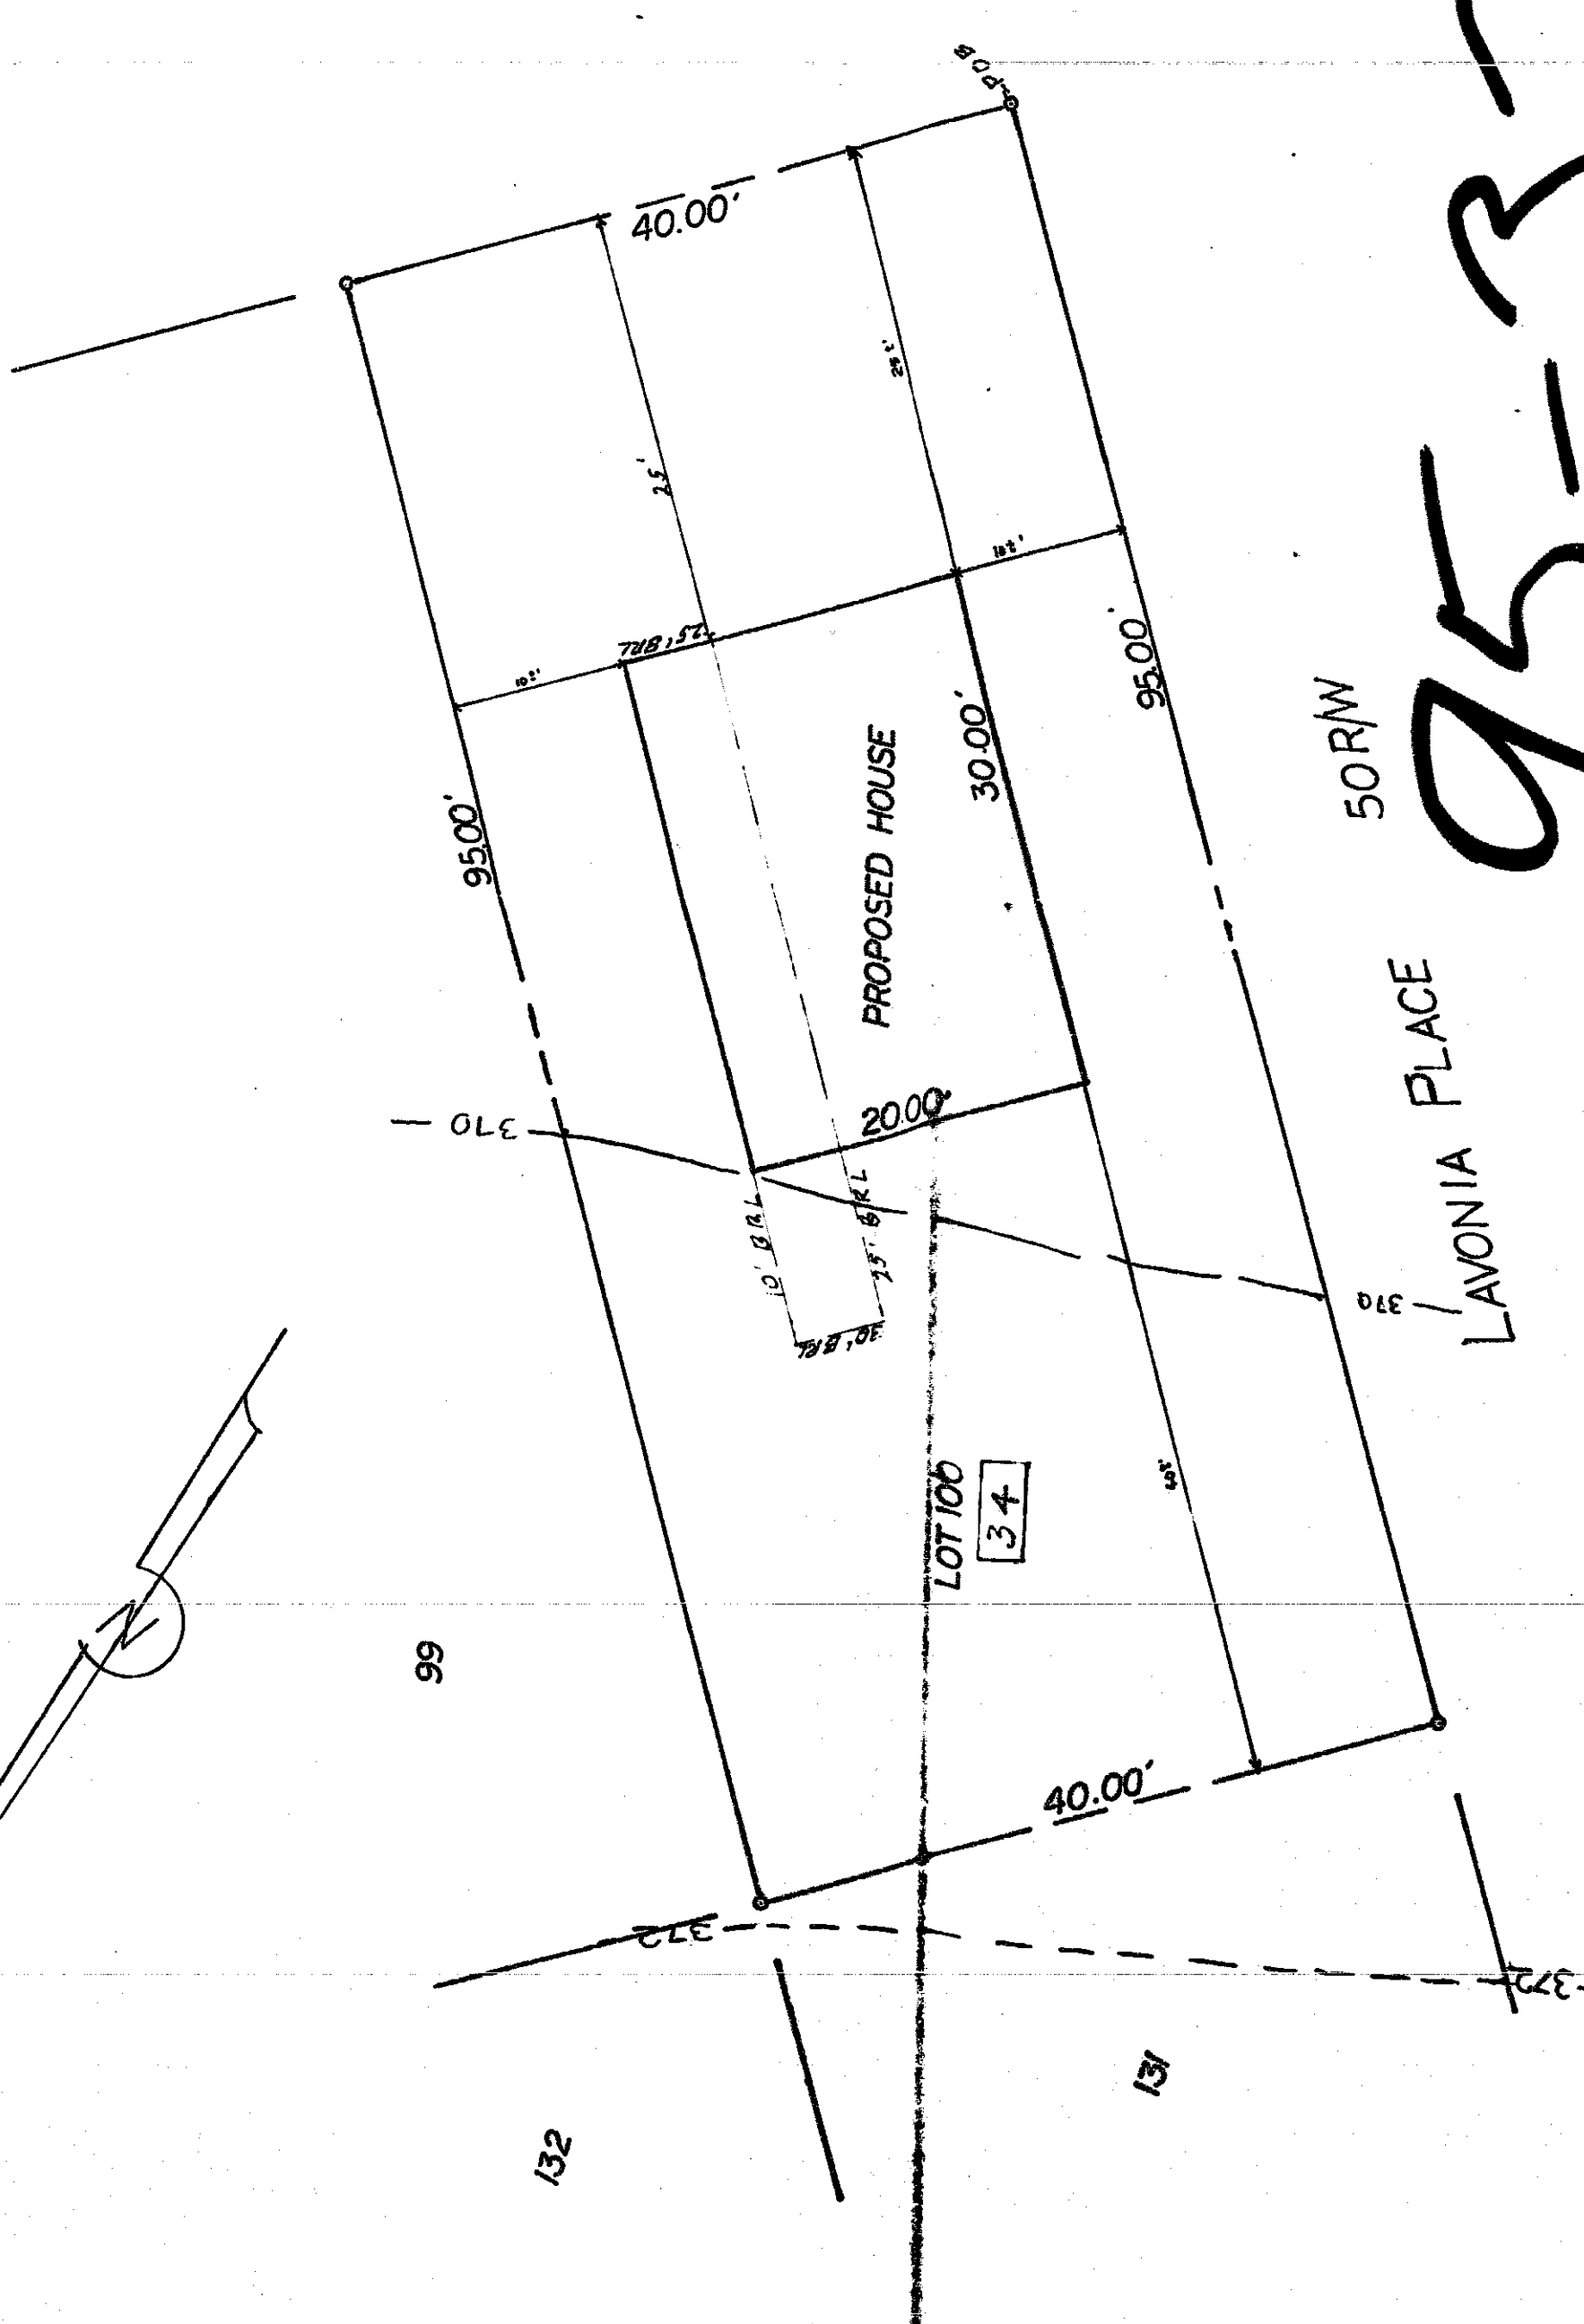 POB
40.00'
25'
25'±
10±'
10±'
25' BRL
95.00'
95.00'
30.00'
PROPOSED HOUSE
20.00'
370
370
10' BRL
25' BRL
30' BRL
50 R/W
LAVONIA PLACE
95-R-
LOT 100
34
40±'
99
40.00'
372
372
132
131
N